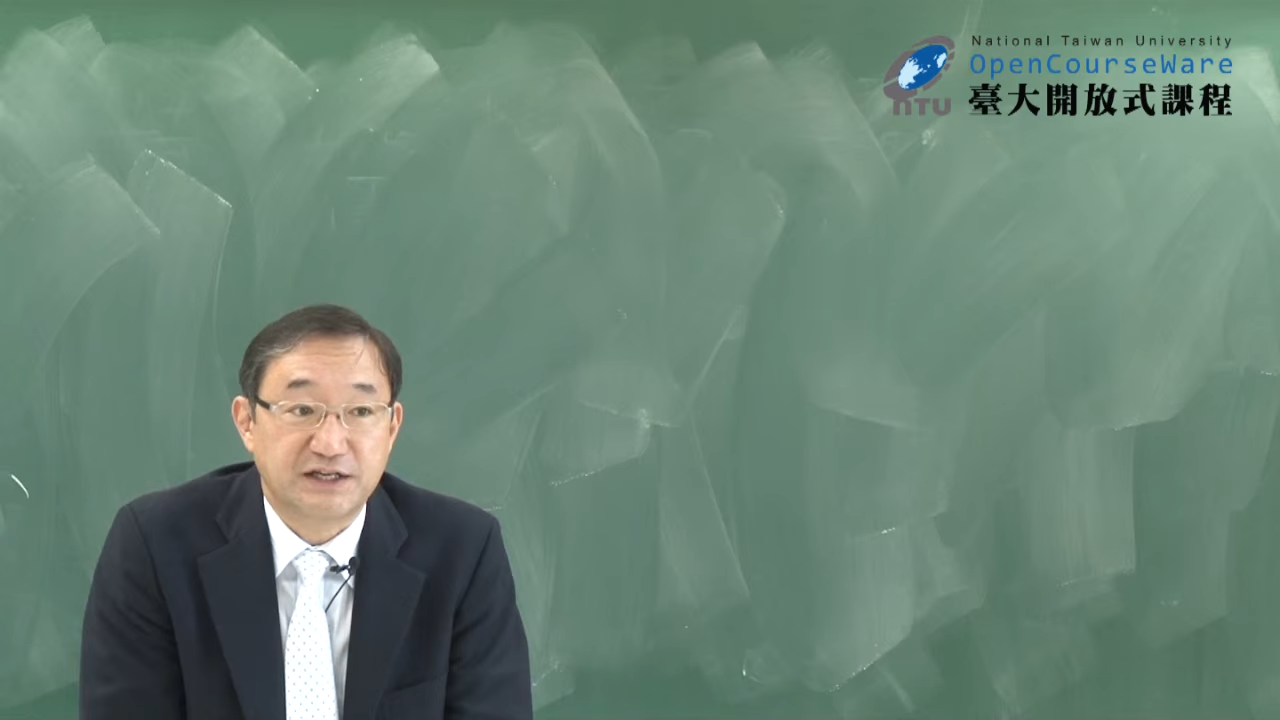 National Taiwan University
OpenCourseWare
NTU
臺大開放式課程